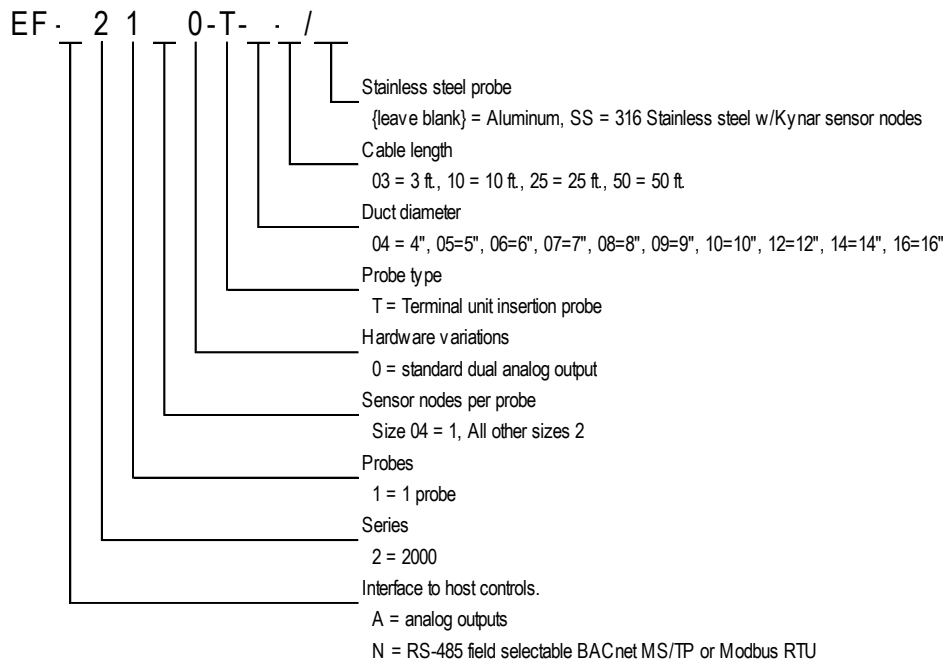 EF - _ 2 1 _ 0-T- _ - _ / _
Stainless steel probe
{leave blank} = Aluminum, SS = 316 Stainless steel w/Kynar sensor nodes
Cable length
03 = 3 ft., 10 = 10 ft., 25 = 25 ft., 50 = 50 ft.
Duct diameter
04 = 4", 05=5", 06=6", 07=7", 08=8", 09=9", 10=10", 12=12", 14=14", 16=16"
Probe type
T = Terminal unit insertion probe
Hardware variations
0 = standard dual analog output
Sensor nodes per probe
Size 04 = 1, All other sizes 2
Probes
1 = 1 probe
Series
2 = 2000
Interface to host controls.
A = analog outputs
N = RS-485 field selectable BACnet MS/TP or Modbus RTU